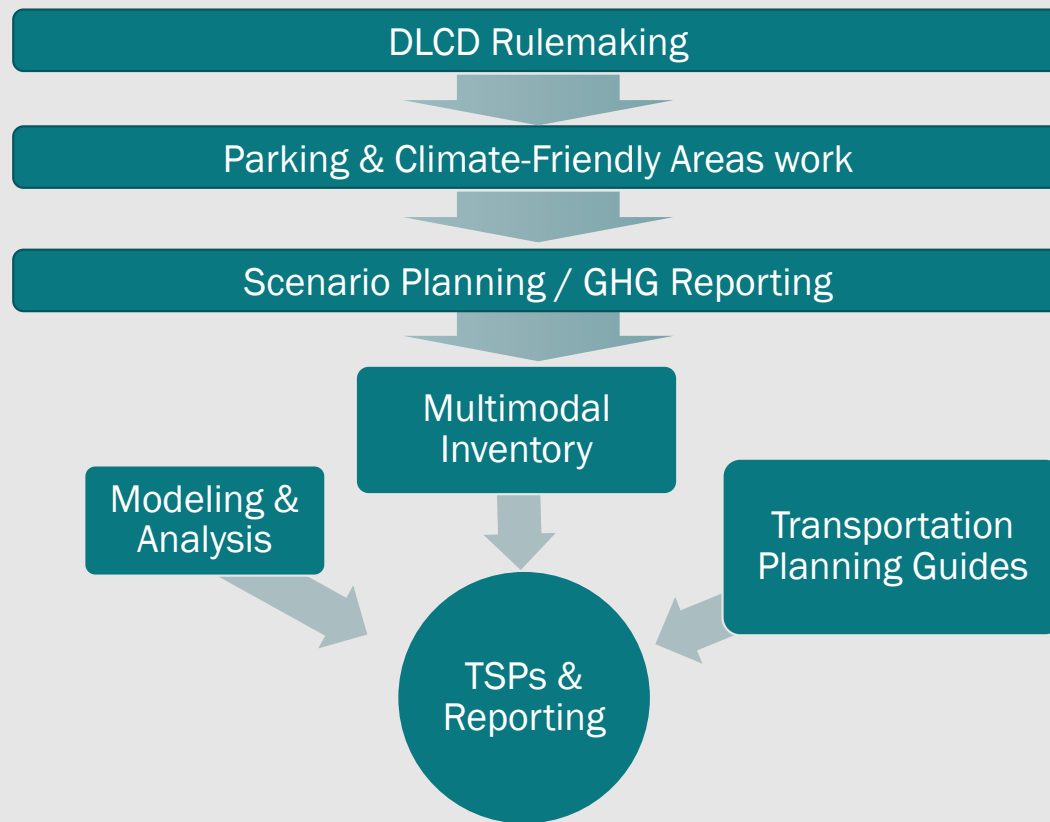 DLCD Rulemaking
Parking & Climate-Friendly Areas work
Scenario Planning / GHG Reporting
Multimodal
Inventory
Modeling &
Analysis
Transportation
Planning Guides
TSPs &
Reporting